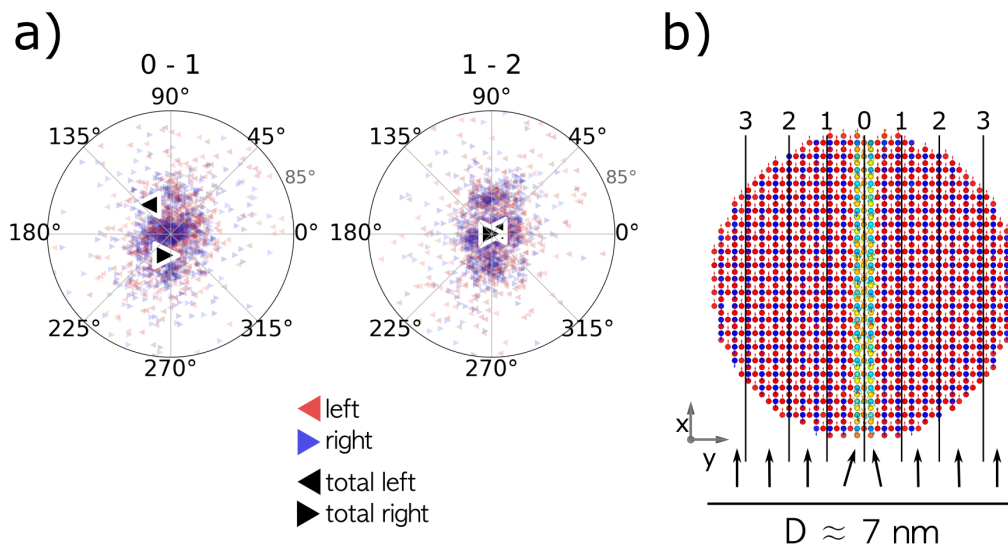 a)
0 - 1
1 - 2
b)
90°
90°
135°
45°
135°
45°
85°
85°
180°
0°
180°
0°
225°
315°
225°
315°
270°
270°
left
right
total left
total right
3 2 1 0 1 2 3
x
y
D ≈ 7 nm